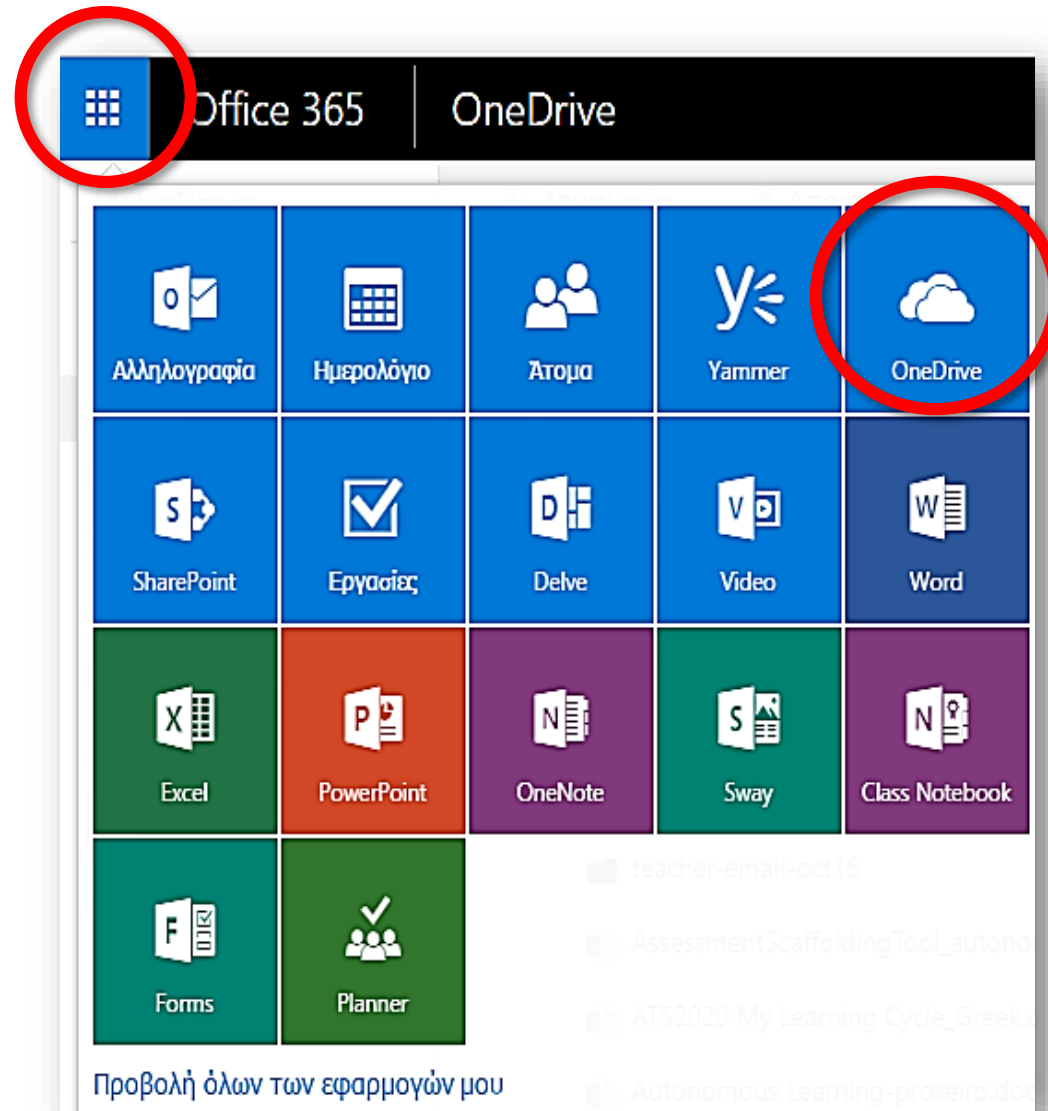 Office 365 OneDrive
Αλληλογραφία Ημερολόγιο Άτομα Yammer OneDrive
SharePoint Εργασίες Delve Video Word
Excel PowerPoint OneNote Sway Class Notebook
teacher-email-oct16
AssessmentScaffoldingTool_autono
Forms Planner
ATS2020 My Learning Cycle_Greek.
Προβολή όλων των εφαρμογών μου
Autonomous Learning-proxeiro.doc